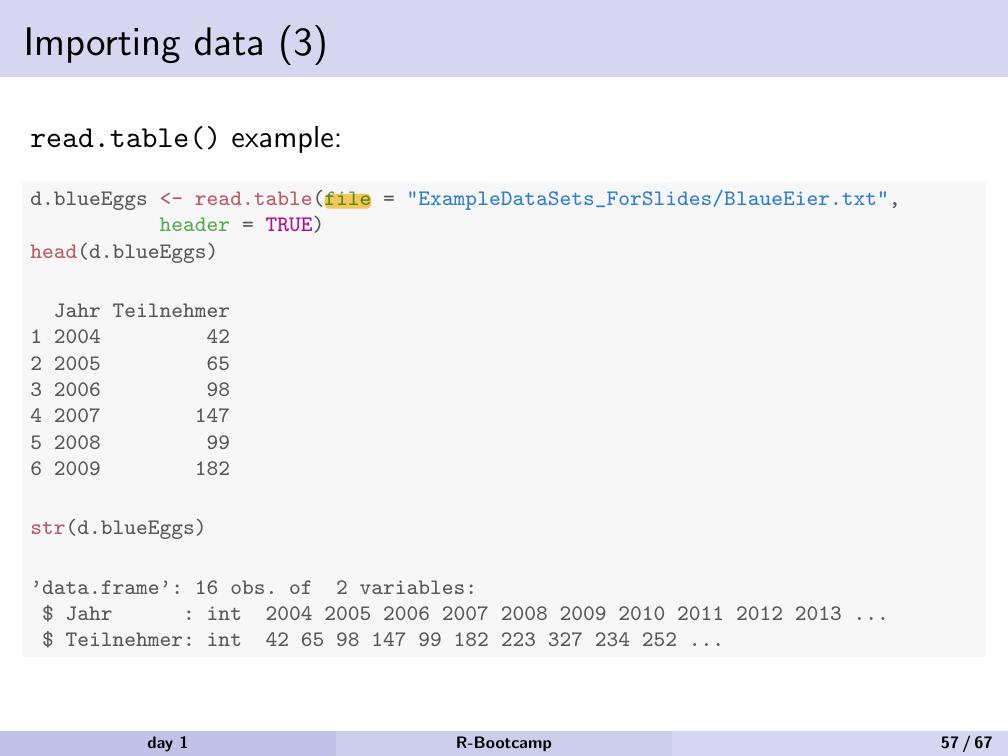 Importing data (3)
read.table() example:
d.blueEggs <- read.table(file = "ExampleDataSets_ForSlides/BlaueEier.txt",
           header = TRUE)
head(d.blueEggs)
  Jahr Teilnehmer
1 2004         42
2 2005         65
3 2006         98
4 2007        147
5 2008         99
6 2009        182
str(d.blueEggs)
’data.frame’: 16 obs. of  2 variables:
 $ Jahr      : int  2004 2005 2006 2007 2008 2009 2010 2011 2012 2013 ...
 $ Teilnehmer: int  42 65 98 147 99 182 223 327 234 252 ...
day 1 R-Bootcamp 57 / 67